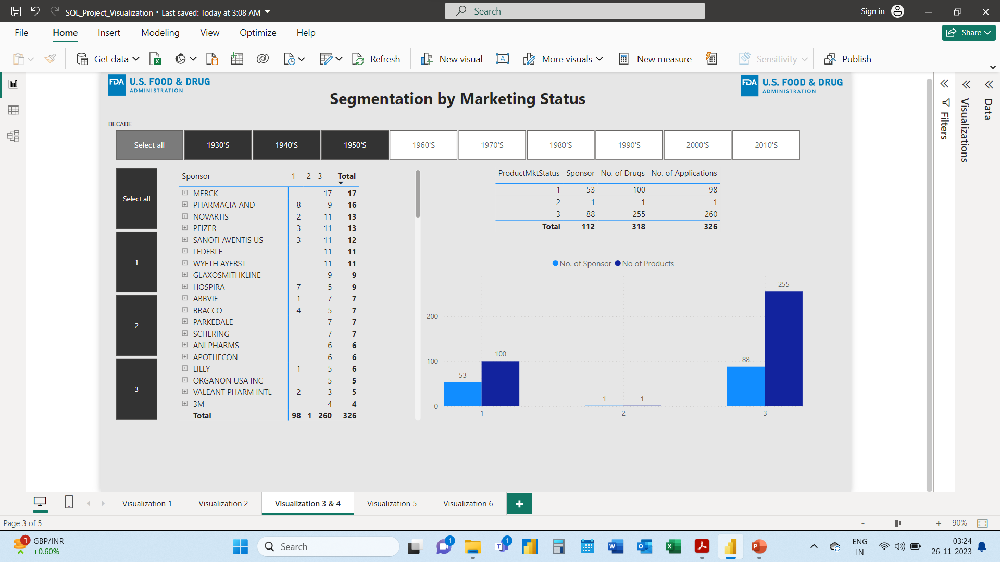 SQL_Project_Visualization • Last saved: Today at 3:08 AM
Search
Sign in
File Home Insert Modeling View Optimize Help
Share
Get data
Refresh
New visual
A
More visuals
New measure
Sensitivity
Publish
FDA U.S. FOOD & DRUG
ADMINISTRATION
FDA U.S. FOOD & DRUG
ADMINISTRATION
Segmentation by Marketing Status
DECADE
Select all 1930'S 1940'S 1950'S 1960'S 1970'S 1980'S 1990'S 2000'S 2010'S
Select all
1
2
3
Sponsor 1 2 3 Total
MERCK 17 17
PHARMACIA AND 8 9 16
NOVARTIS 2 11 13
PFIZER 3 11 13
SANOFI AVENTIS US 3 11 12
LEDERLE 11 11
WYETH AYERST 11 11
GLAXOSMITHKLINE 9 9
HOSPIRA 7 5 9
ABBVIE 1 7 7
BRACCO 4 5 7
PARKEDALE 7 7
SCHERING 7 7
ANI PHARMS 6 6
APOTHECON 6 6
LILLY 1 5 6
ORGANON USA INC 5 5
VALEANT PHARM INTL 2 3 5
3M 4 4
Total 98 1 260 326
ProductMktStatus Sponsor No. of Drugs No. of Applications
1 53 100 98
2 1 1 1
3 88 255 260
Total 112 318 326
No. of Sponsor No of Products
200
100
0
53
100
1
1
88
255
1 2 3
Filters
Visualizations
Data
Visualization 1 Visualization 2 Visualization 3 & 4 Visualization 5 Visualization 6 +
Page 3 of 5
- + 90%
1
GBP/INR
+0.60%
Search
1
T 1
W
O
X
P
ENG
IN
03:24
26-11-2023